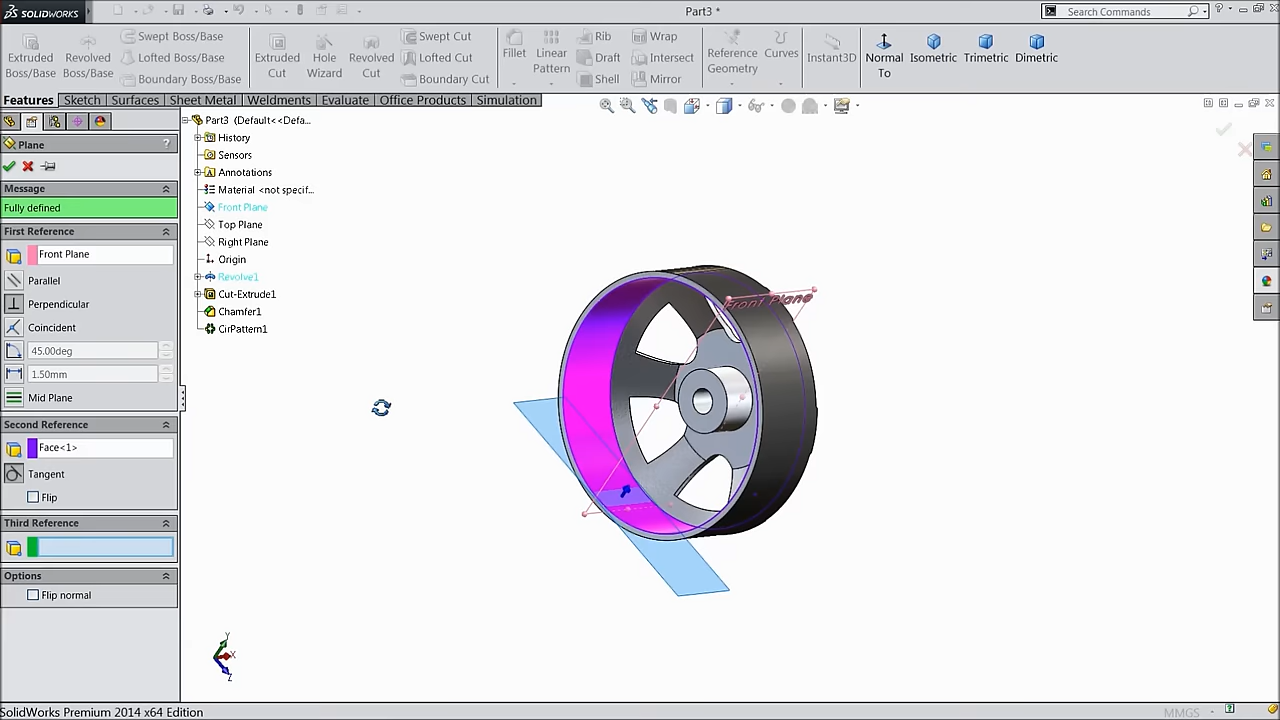 SOLIDWORKS
Part3 *
Search Commands
Extruded Boss/Base
Revolved Boss/Base
Swept Boss/Base
Lofted Boss/Base
Boundary Boss/Base
Extruded Cut
Hole Wizard
Revolved Cut
Swept Cut
Lofted Cut
Boundary Cut
Fillet
Linear Pattern
Rib
Draft
Shell
Wrap
Intersect
Mirror
Reference Geometry
Curves
Instant3D
Normal To
Isometric
Trimetric
Dimetric
Features
Sketch
Surfaces
Sheet Metal
Weldments
Evaluate
Office Products
Simulation
Plane
?
Message
Fully defined
First Reference
Front Plane
Parallel
Perpendicular
Coincident
45.00deg
1.50mm
Mid Plane
Second Reference
Face<1>
Tangent
Flip
Third Reference
Options
Flip normal
Part3 (Default<<Defa...
History
Sensors
Annotations
Material <not specif...
Front Plane
Top Plane
Right Plane
Origin
Revolve1
Cut-Extrude1
Chamfer1
CirPattern1
Front Plane
Y
X
Z
SolidWorks Premium 2014 x64 Edition
MMGS